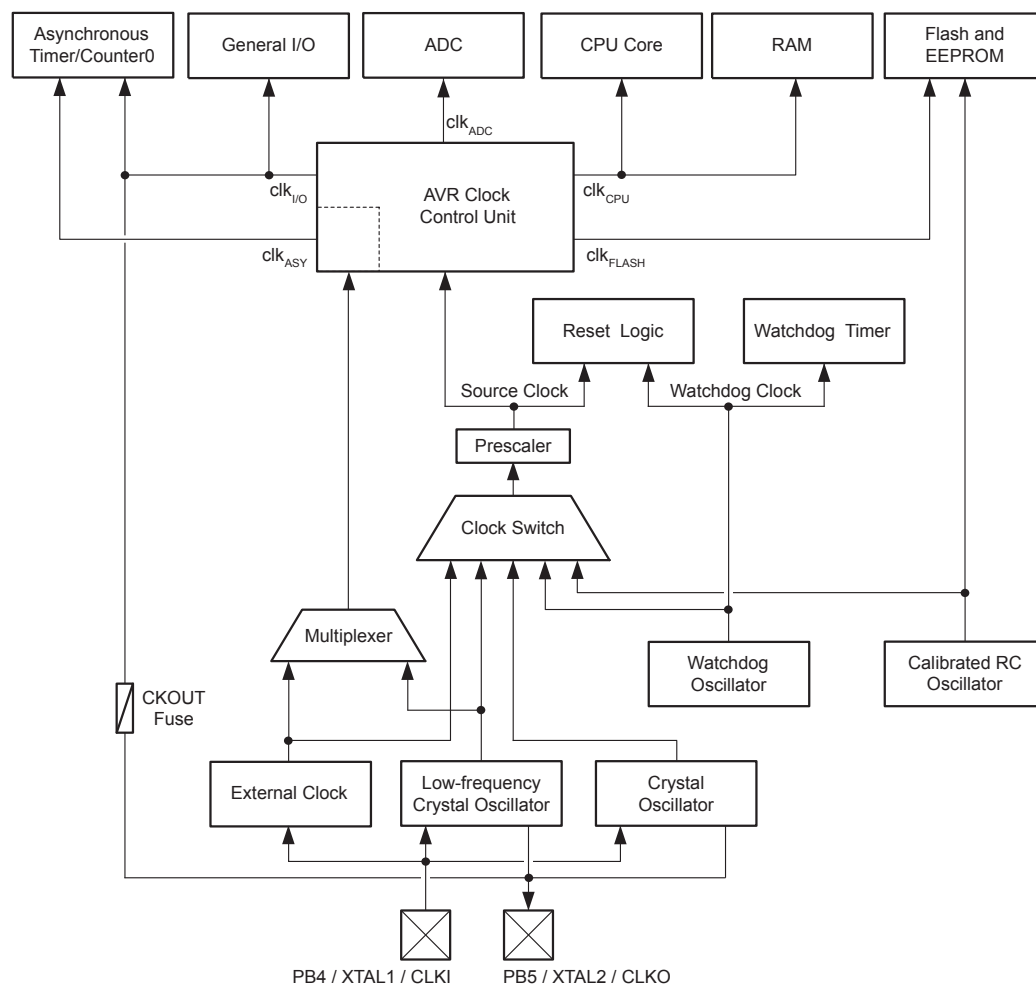 Asynchronous
Timer/Counter0
General I/O
ADC
CPU Core
RAM
Flash and
EEPROM
clkADC
AVR Clock
Control Unit
clkI/O
clkCPU
clkASY
clkFLASH
Reset Logic
Watchdog Timer
Source Clock
Watchdog Clock
Prescaler
Clock Switch
Multiplexer
Watchdog
Oscillator
Calibrated RC
Oscillator
CKOUT
Fuse
External Clock
Low-frequency
Crystal Oscillator
Crystal
Oscillator
PB4 / XTAL1 / CLKI
PB5 / XTAL2 / CLKO